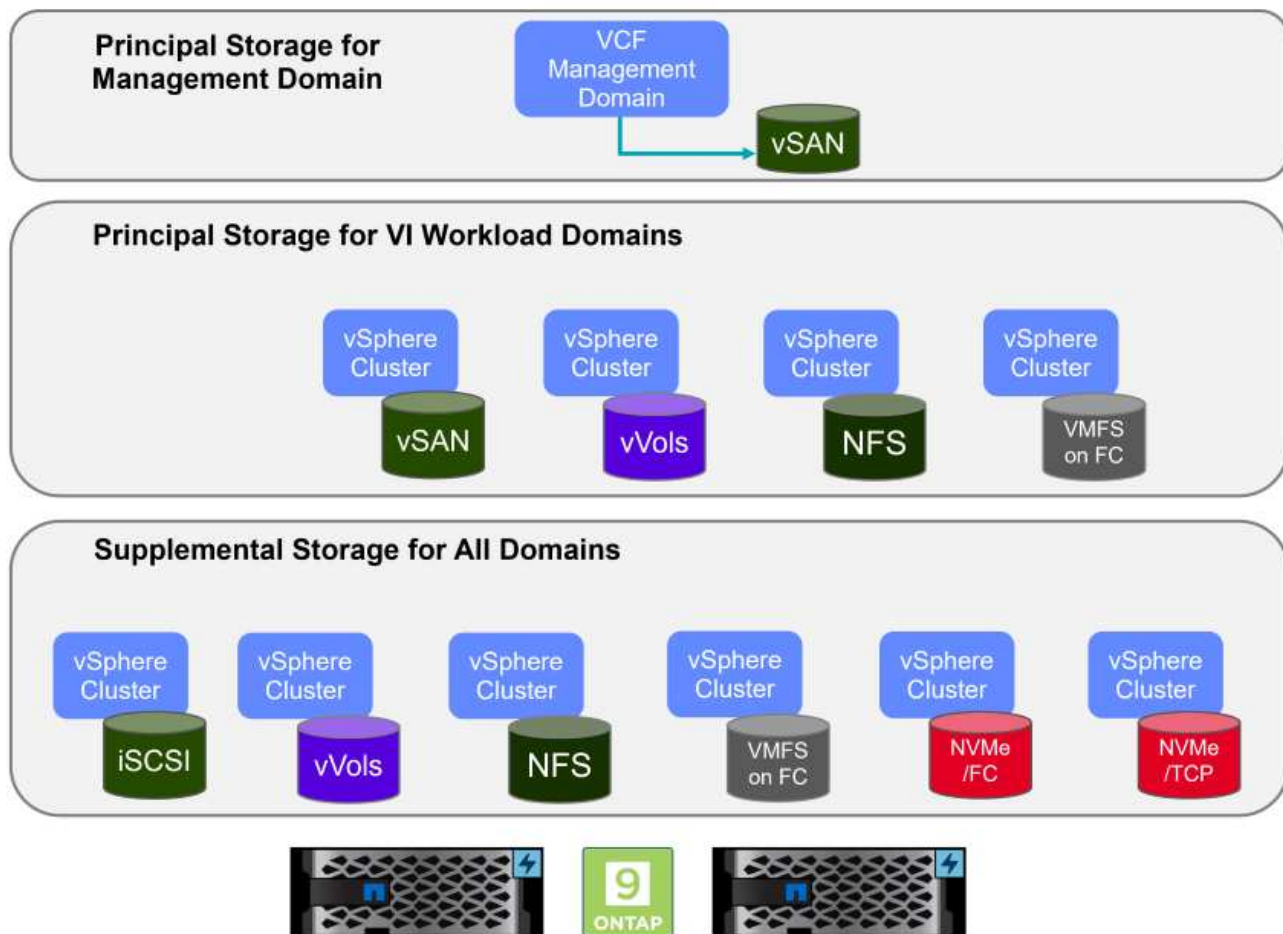 Principal Storage for
Management Domain
VCF
Management
Domain
vSAN
Principal Storage for VI Workload Domains
vSphere
Cluster
vSAN
vSphere
Cluster
vVols
vSphere
Cluster
NFS
vSphere
Cluster
VMFS
on FC
Supplemental Storage for All Domains
vSphere
Cluster
iSCSI
vSphere
Cluster
vVols
vSphere
Cluster
NFS
vSphere
Cluster
VMFS
on FC
vSphere
Cluster
NVMe
/FC
vSphere
Cluster
NVMe
/TCP
9
ONTAP